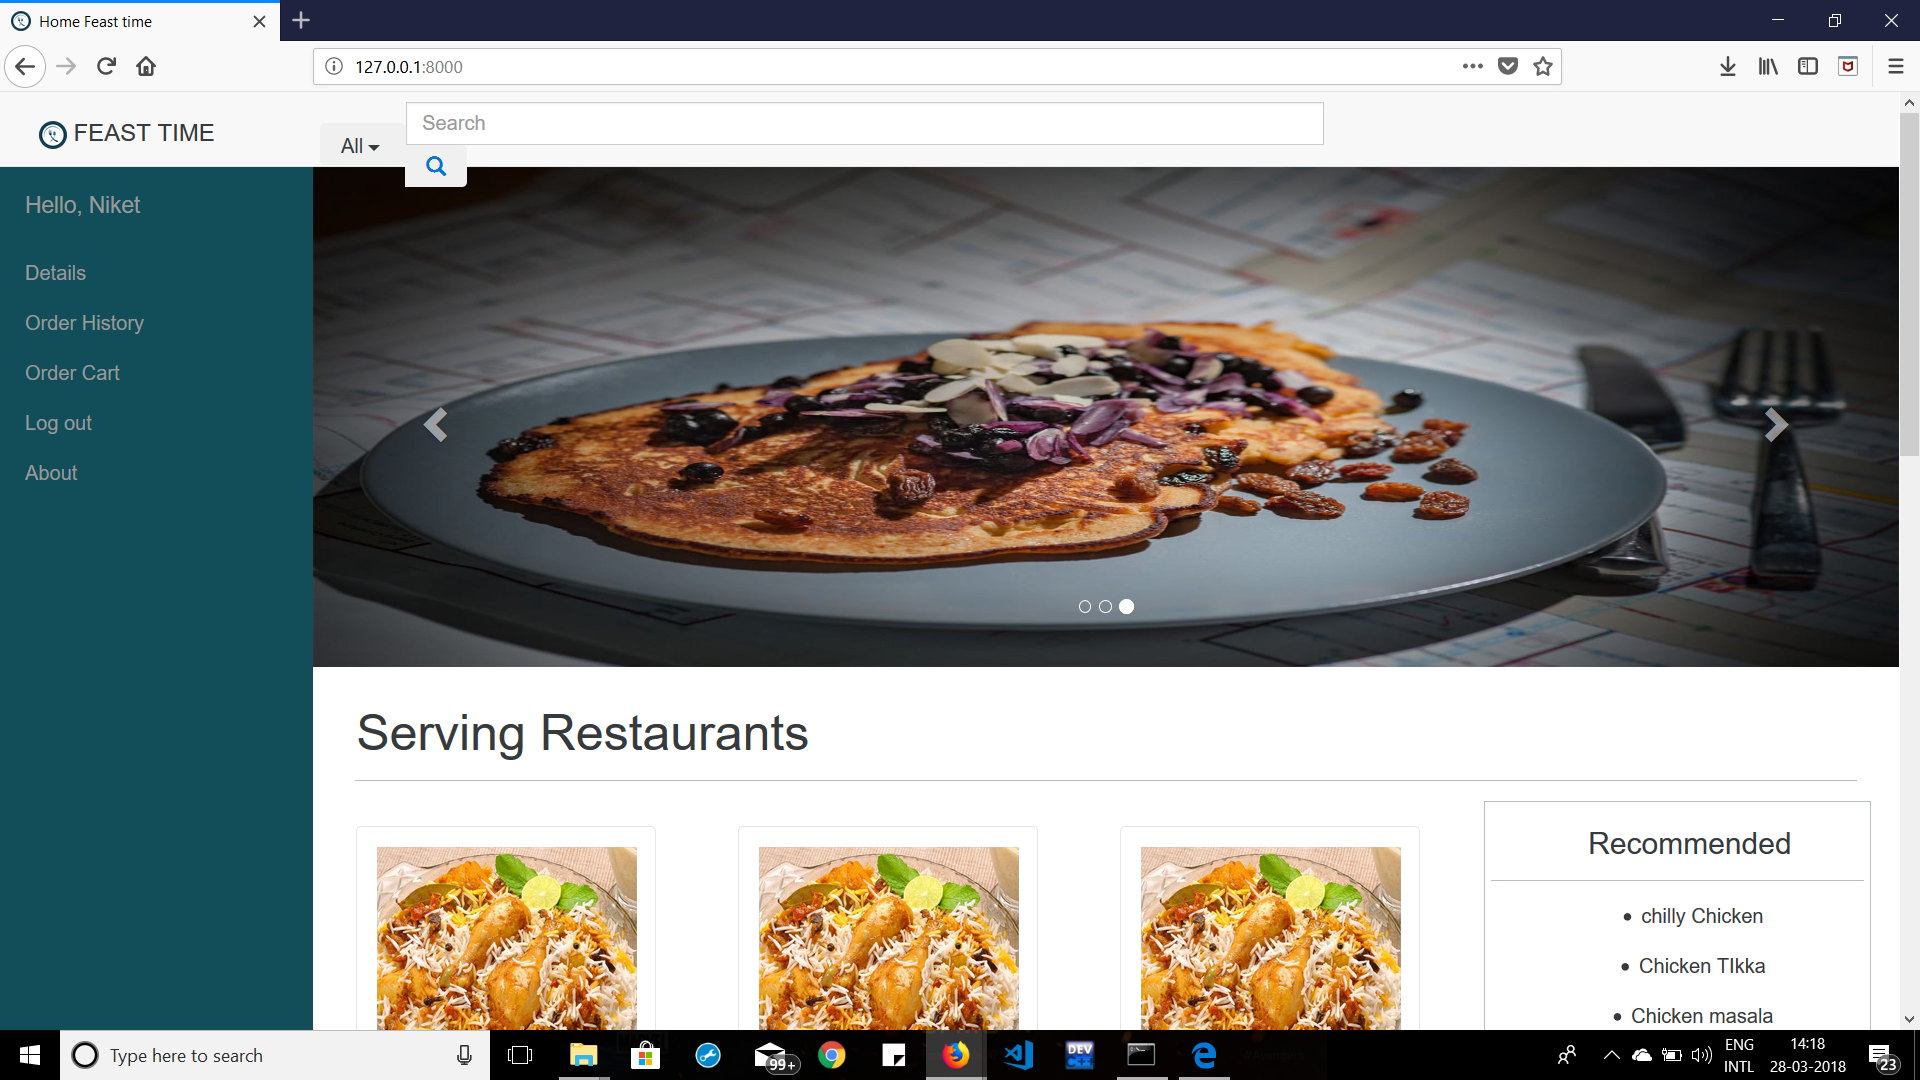 Home Feast time
127.0.0.1:8000
FEAST TIME
All
Search
Hello, Niket
Details
Order History
Order Cart
Log out
About
Serving Restaurants
Recommended
chilly Chicken
Chicken TIkka
Chicken masala
Type here to search
99+
DEV
C++
ENG
INTL
14:18
28-03-2018
23